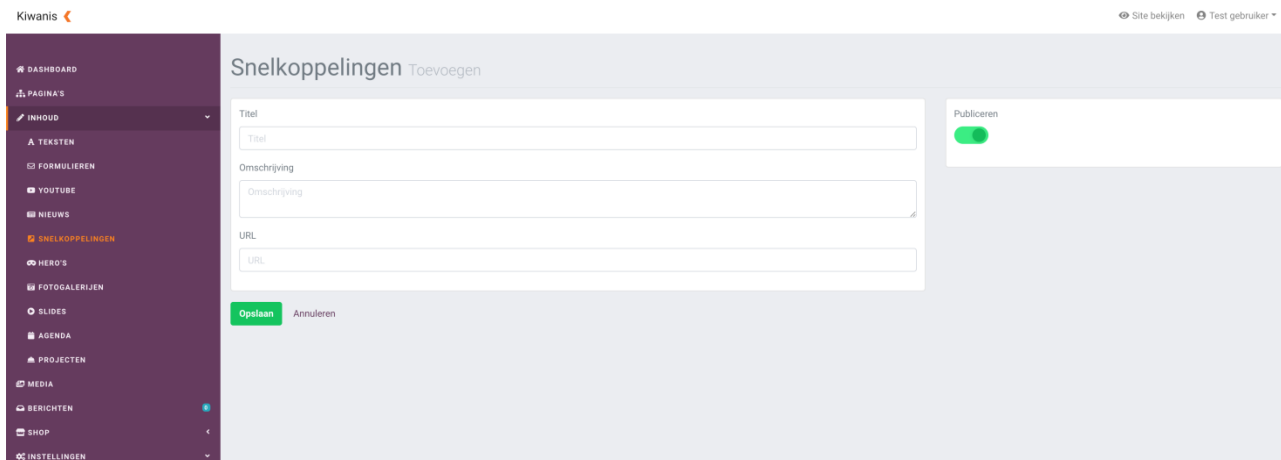 Kiwanis
Site bekijken Test gebruiker
DASHBOARD
PAGINA'S
INHOUD
TEKSTEN
FORMULIEREN
YOUTUBE
NIEUWS
SNELKOPPELINGEN
HERO'S
FOTOGALERIJEN
SLIDES
AGENDA
PROJECTEN
MEDIA
BERICHTEN 0
SHOP
INSTELLINGEN
Snelkoppelingen Toevoegen
Titel
Titel
Omschrijving
Omschrijving
URL
URL
Opslaan Annuleren
Publiceren